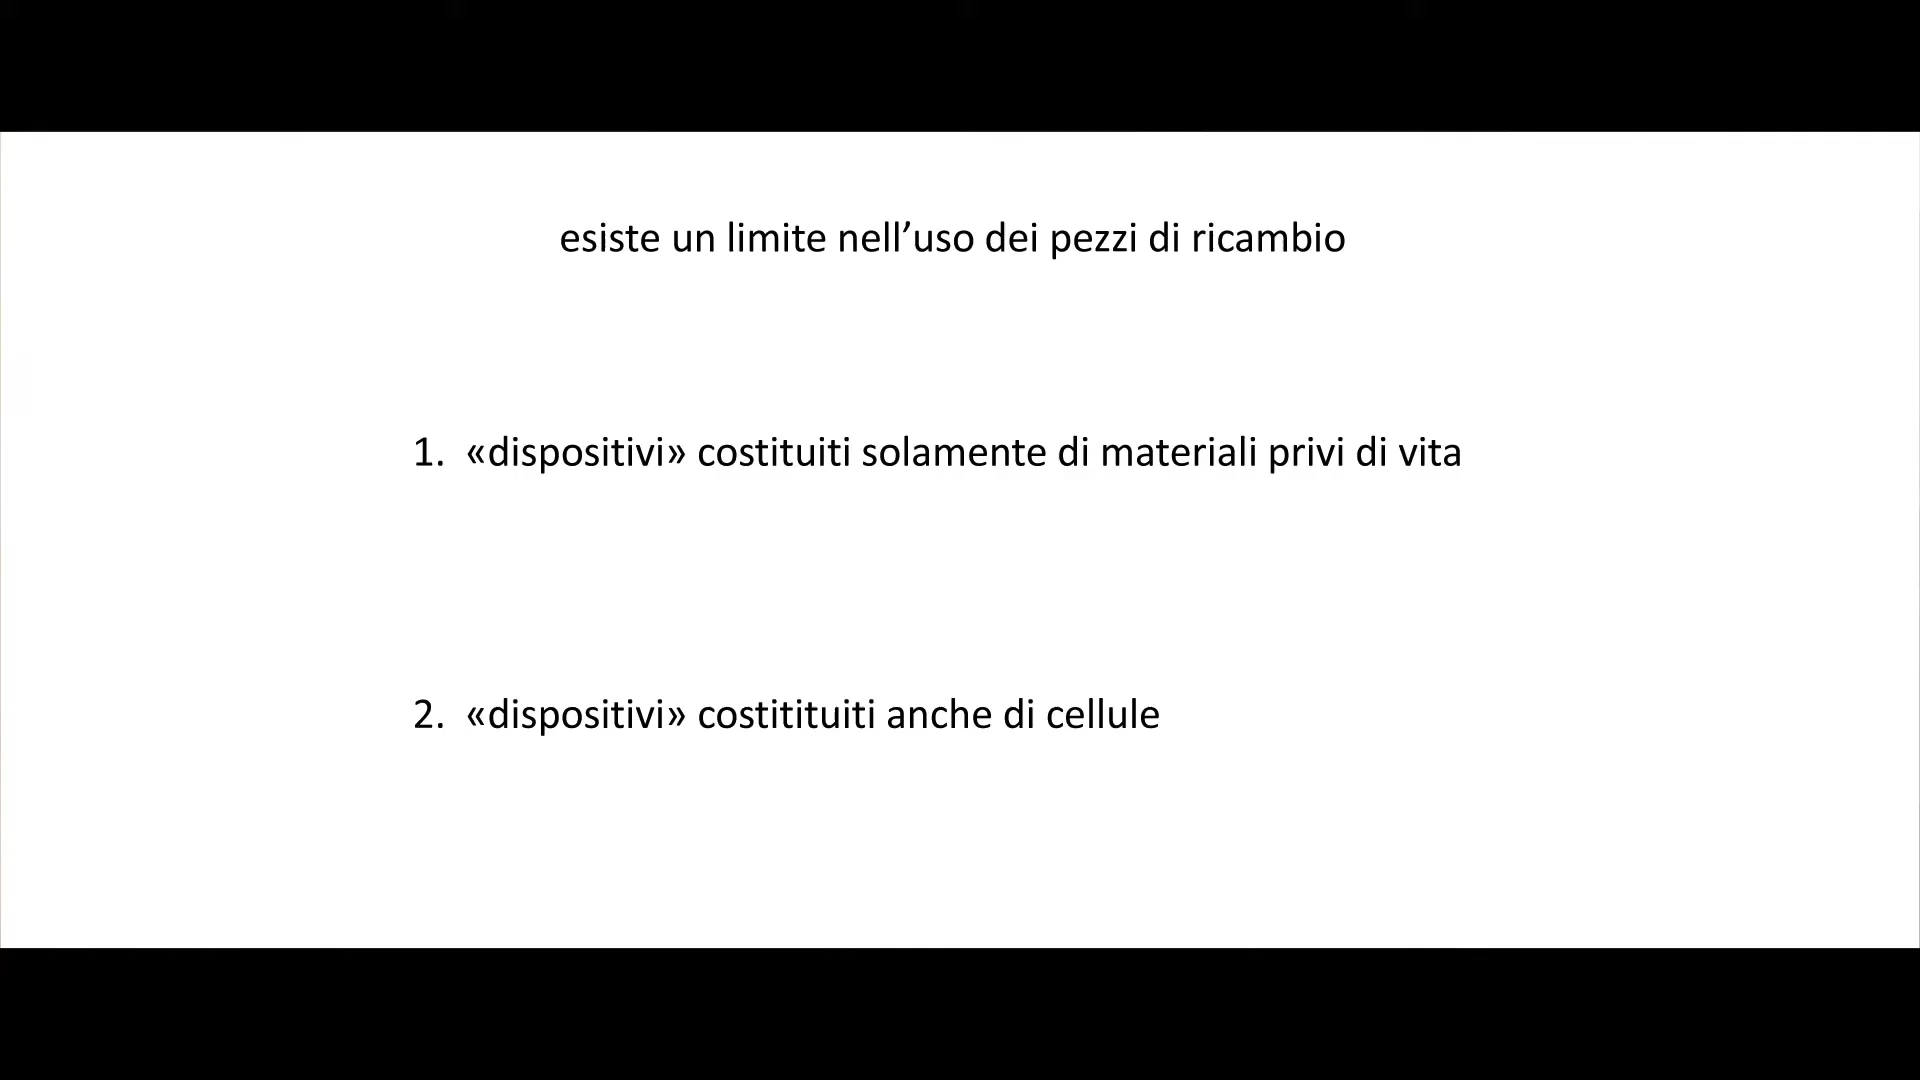 esiste un limite nell’uso dei pezzi di ricambio
1. «dispositivi» costituiti solamente di materiali privi di vita
2. «dispositivi» costitituiti anche di cellule